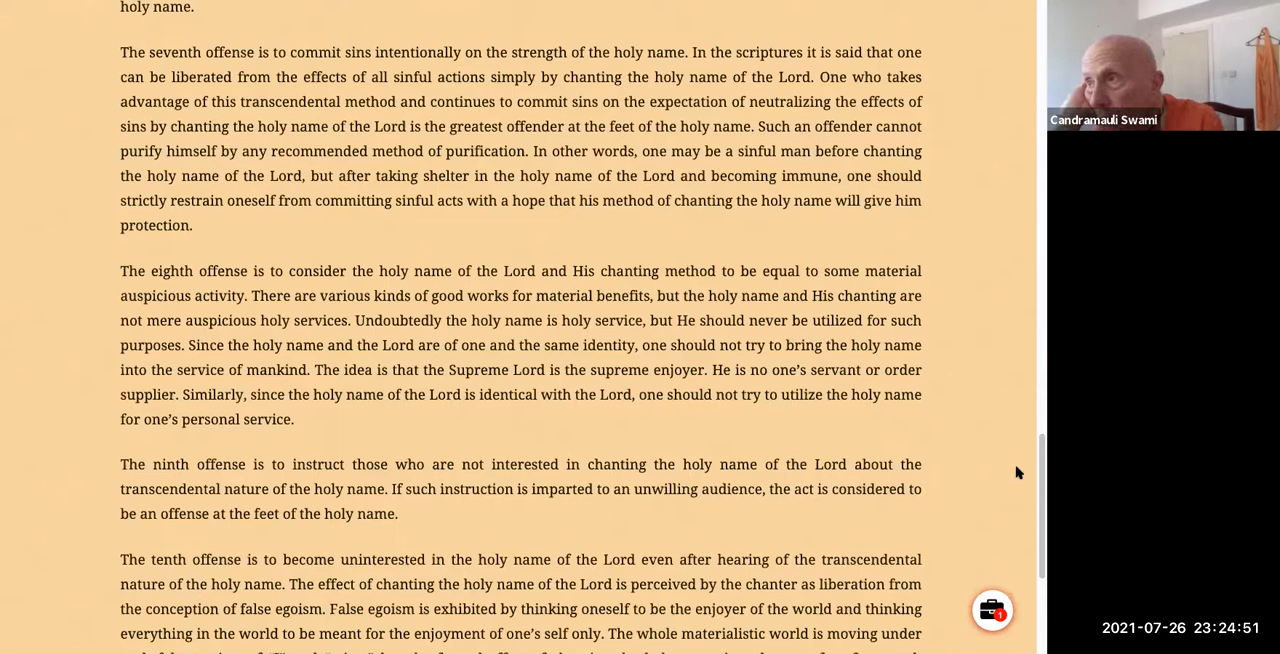 holy name.
The seventh offense is to commit sins intentionally on the strength of the holy name. In the scriptures it is said that one
can be liberated from the effects of all sinful actions simply by chanting the holy name of the Lord. One who takes
advantage of this transcendental method and continues to commit sins on the expectation of neutralizing the effects of
sins by chanting the holy name of the Lord is the greatest offender at the feet of the holy name. Such an offender cannot
purify himself by any recommended method of purification. In other words, one may be a sinful man before chanting
the holy name of the Lord, but after taking shelter in the holy name of the Lord and becoming immune, one should
strictly restrain oneself from committing sinful acts with a hope that his method of chanting the holy name will give him
protection.
The eighth offense is to consider the holy name of the Lord and His chanting method to be equal to some material
auspicious activity. There are various kinds of good works for material benefits, but the holy name and His chanting are
not mere auspicious holy services. Undoubtedly the holy name is holy service, but He should never be utilized for such
purposes. Since the holy name and the Lord are of one and the same identity, one should not try to bring the holy name
into the service of mankind. The idea is that the Supreme Lord is the supreme enjoyer. He is no one’s servant or order
supplier. Similarly, since the holy name of the Lord is identical with the Lord, one should not try to utilize the holy name
for one’s personal service.
The ninth offense is to instruct those who are not interested in chanting the holy name of the Lord about the
transcendental nature of the holy name. If such instruction is imparted to an unwilling audience, the act is considered to
be an offense at the feet of the holy name.
The tenth offense is to become uninterested in the holy name of the Lord even after hearing of the transcendental
nature of the holy name. The effect of chanting the holy name of the Lord is perceived by the chanter as liberation from
the conception of false egoism. False egoism is exhibited by thinking oneself to be the enjoyer of the world and thinking
everything in the world to be meant for the enjoyment of one’s self only. The whole materialistic world is moving under
Candramauli Swami
1
2021-07-26 23:24:51